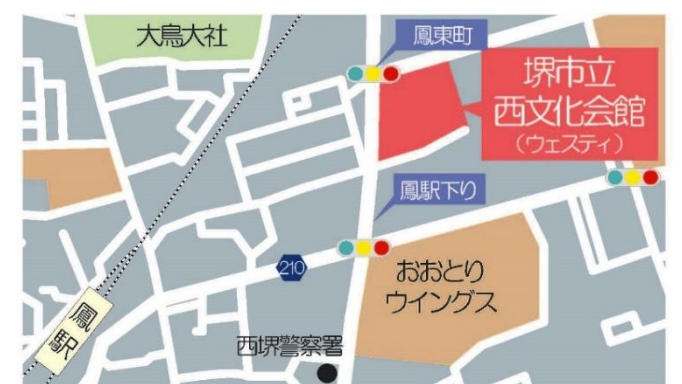 大鳥大社
鳳東町
堺市立
西文化会館
(ウェスティ)
鳳駅下り
210
おおとり
ウイングス
鳳駅
西堺警察署